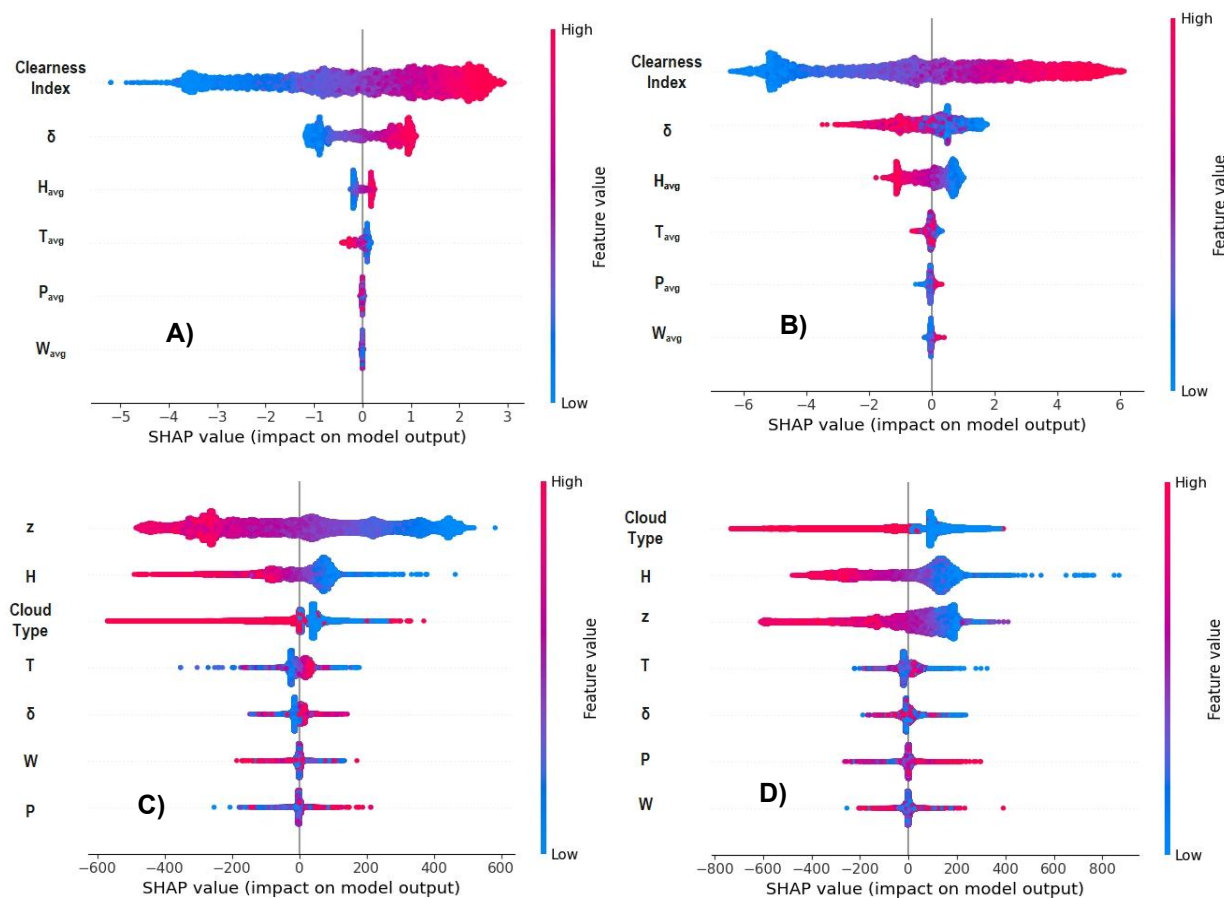 High
Clearness
Index
δ
Havg
Tavg
Pavg
Wavg
A)
−5 −4 −3 −2 −1 0 1 2 3
SHAP value (impact on model output)
Feature value
Low
High
Clearness
Index
δ
Havg
Tavg
Pavg
Wavg
B)
−6 −4 −2 0 2 4 6
SHAP value (impact on model output)
Feature value
Low
High
z
H
Cloud
Type
T
δ
W
P
C)
−600 −400 −200 0 200 400 600
SHAP value (impact on model output)
Feature value
Low
High
Cloud
Type
H
z
T
δ
P
W
D)
−800 −600 −400 −200 0 200 400 600 800
SHAP value (impact on model output)
Feature value
Low